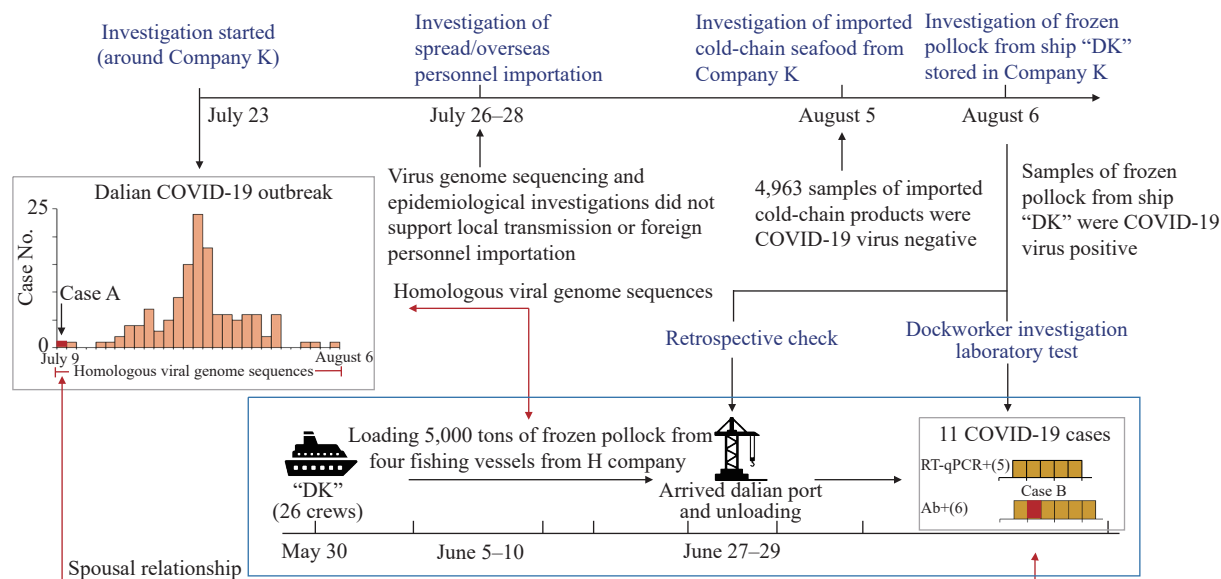 Investigation started
(around Company K)
Investigation of
spread/overseas
personnel importation
Investigation of imported
cold-chain seafood from
Company K
Investigation of frozen
pollock from ship “DK”
stored in Company K
July 23
July 26–28
August 5
August 6
Dalian COVID-19 outbreak
25
Case No.
Case A
0
July 9
August 6
Homologous viral genome sequences
Virus genome sequencing and
epidemiological investigations did not
support local transmission or foreign
personnel importation
4,963 samples of imported
cold-chain products were
COVID-19 virus negative
Samples of frozen
pollock from ship
“DK” were COVID-19
virus positive
Homologous viral genome sequences
Retrospective check
Dockworker investigation
laboratory test
“DK”
(26 crews)
Loading 5,000 tons of frozen pollock from
four fishing vessels from H company
Arrived dalian port
and unloading
11 COVID-19 cases
RT-qPCR+(5)
Case B
Ab+(6)
May 30
June 5–10
June 27–29
Spousal relationship